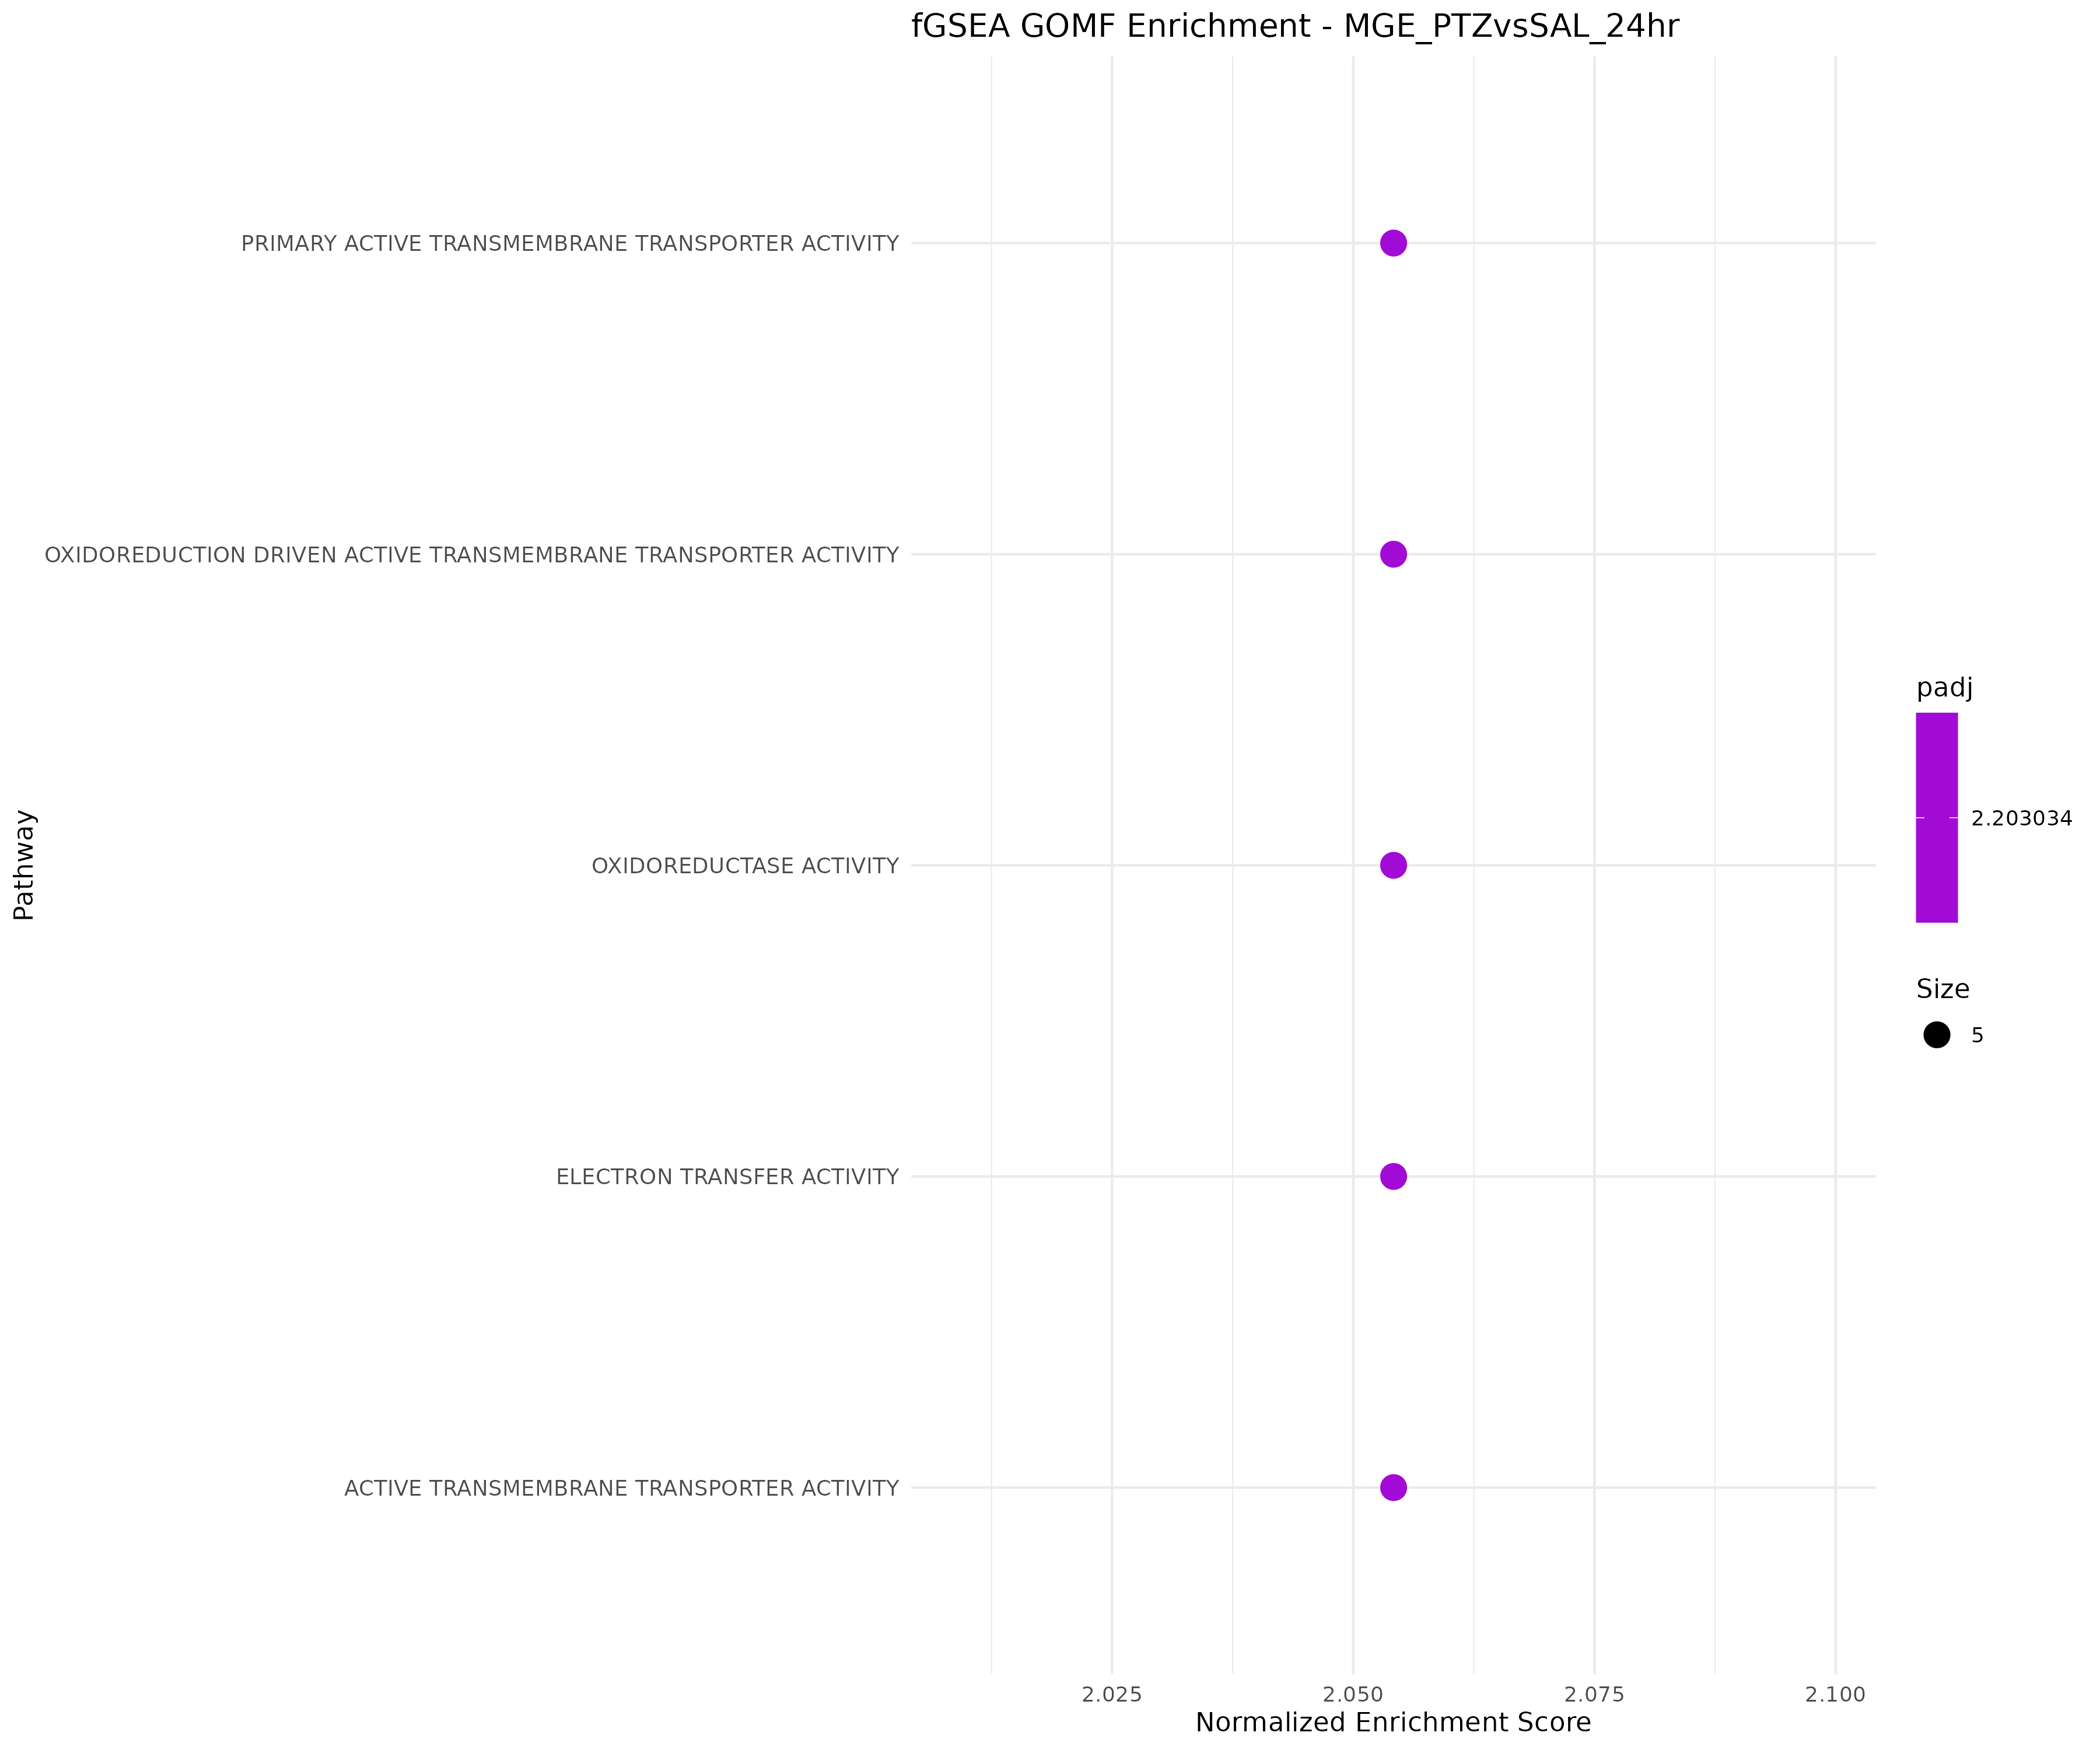 fGSEA GOMF Enrichment - MGE_PTZvsSAL_24hr
PRIMARY ACTIVE TRANSMEMBRANE TRANSPORTER ACTIVITY
OXIDOREDUCTION DRIVEN ACTIVE TRANSMEMBRANE TRANSPORTER ACTIVITY
OXIDOREDUCTASE ACTIVITY
ELECTRON TRANSFER ACTIVITY
ACTIVE TRANSMEMBRANE TRANSPORTER ACTIVITY
Pathway
2.025 2.050 2.075 2.100
Normalized Enrichment Score
padj
2.203034
Size
5